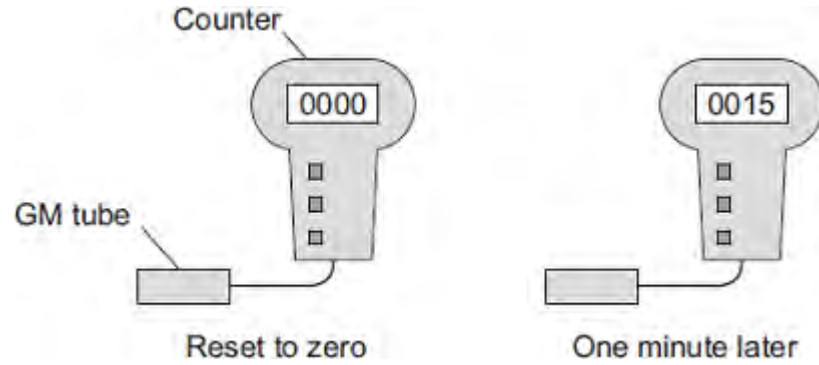 Counter
0000
0015
GM tube
Reset to zero
One minute later